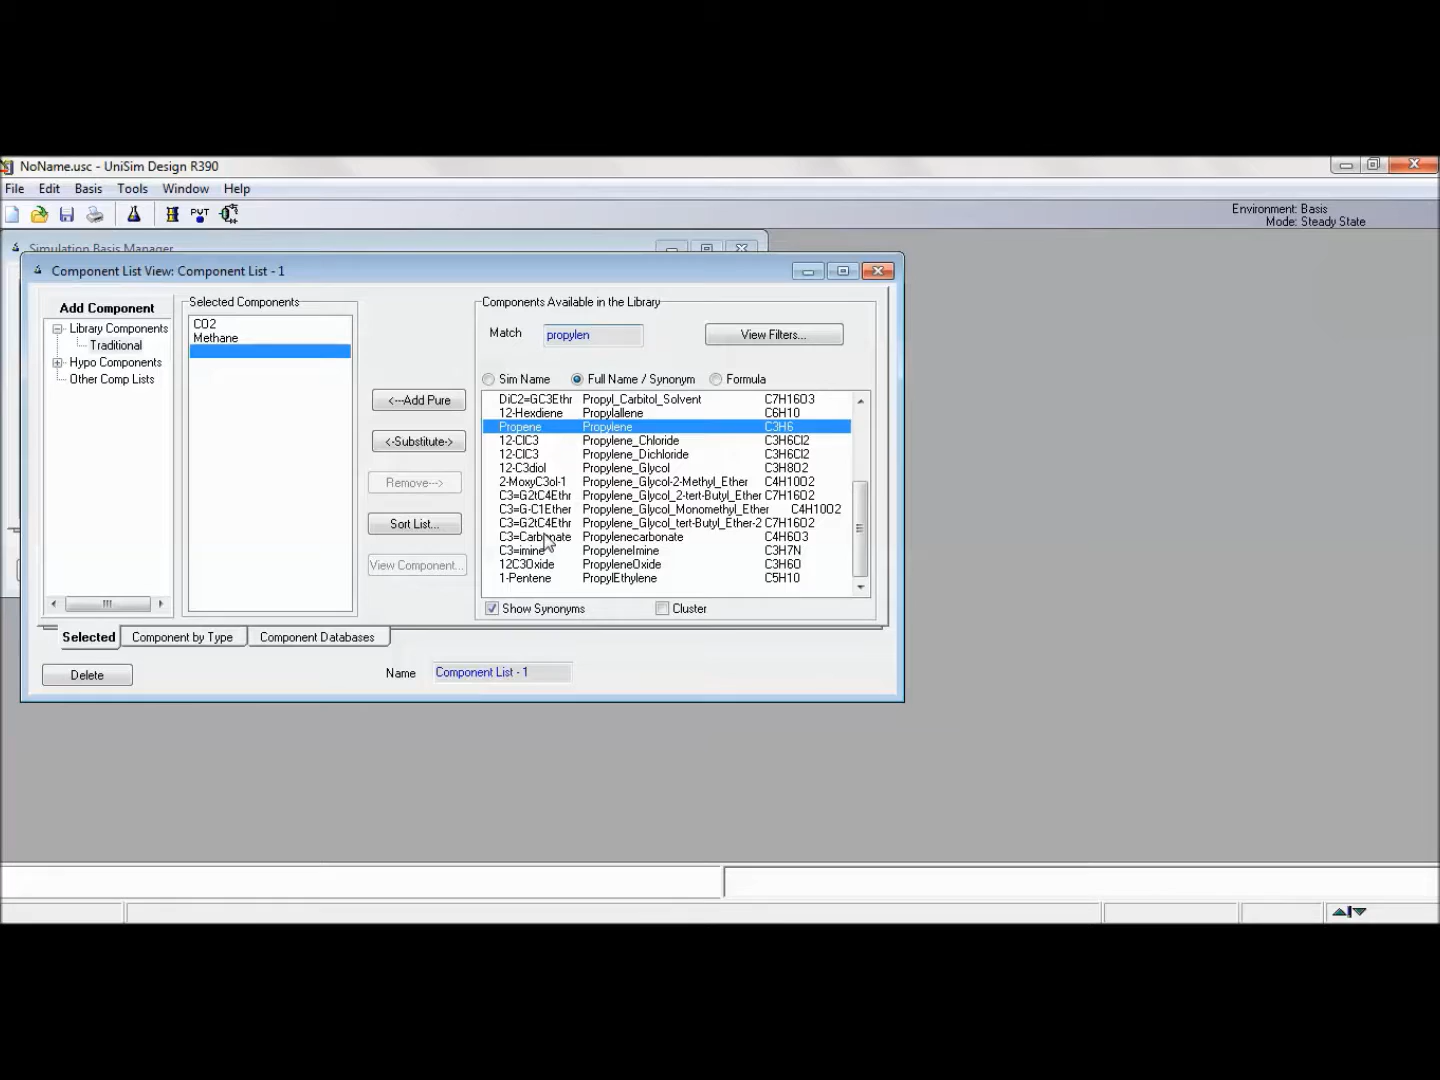 NoName.usc - UniSim Design R390
File Edit Basis Tools Window Help
PVT
Environment: Basis
Mode: Steady State
Simulation Basis Manager
Component List View: Component List - 1
Add Component
Library Components
Traditional
Hypo Components
Other Comp Lists
Selected Components
CO2
Methane
<---Add Pure
<-Substitute->
Remove--->
Sort List...
View Component...
Components Available in the Library
Match propylen View Filters...
Sim Name Full Name / Synonym Formula
DiC2=GC3Ethr Propyl_Carbitol_Solvent C7H16O3
12-Hexdiene Propylallene C6H10
Propene Propylene C3H6
12-ClC3 Propylene_Chloride C3H6Cl2
12-ClC3 Propylene_Dichloride C3H6Cl2
12-C3diol Propylene_Glycol C3H8O2
2-MoxyC3ol-1 Propylene_Glycol-2-Methyl_Ether C4H10O2
C3=G2tC4Ethr Propylene_Glycol_2-tert-Butyl_Ether C7H16O2
C3=G-C1Ether Propylene_Glycol_Monomethyl_Ether C4H10O2
C3=G2tC4Ethr Propylene_Glycol_tert-Butyl_Ether-2 C7H16O2
C3=Carbonate Propylenecarbonate C4H6O3
C3=imine PropyleneImine C3H7N
12C3Oxide PropyleneOxide C3H6O
1-Pentene PropylEthylene C5H10
Show Synonyms Cluster
Selected Component by Type Component Databases
Delete Name Component List - 1